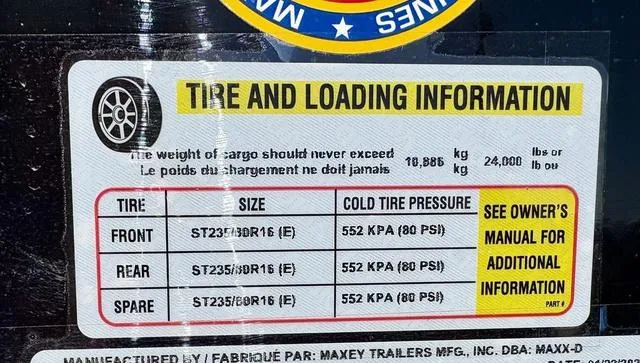 MA ★ INES
TIRE AND LOADING INFORMATION
The weight of cargo should never exceed 10,886 kg 24,000 lbs or
Le poids du chargement ne doit jamais kg lb ou
TIRE SIZE COLD TIRE PRESSURE SEE OWNER'S MANUAL FOR ADDITIONAL INFORMATION
FRONT ST235/80R16 (E) 552 KPA (80 PSI)
REAR ST235/80R16 (E) 552 KPA (80 PSI)
SPARE ST235/80R16 (E) 552 KPA (80 PSI)
PART #
MANUFACTURED BY / FABRIQUÉ PAR: MAXEY TRAILERS MFG., INC. DBA: MAXX-D